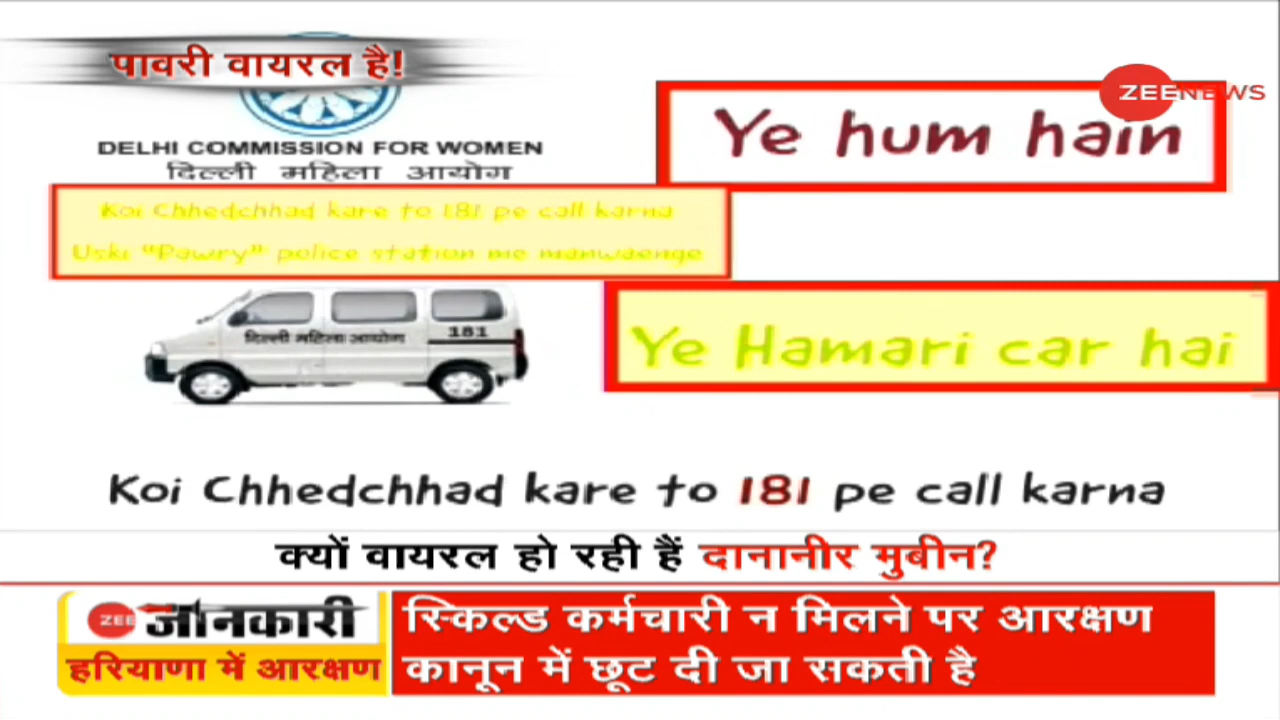 पावरी वायरल है!
ZEE NEWS
DELHI COMMISSION FOR WOMEN
दिल्ली महिला आयोग
Ye hum hain
Koi Chhedchhad kare to 181 pe call karna
Uski "Pawry" police station me manwaenge
दिल्ली महिला आयोग 181
Ye Hamari car hai
Koi Chhedchhad kare to 181 pe call karna
क्यों वायरल हो रही हैं दानानीर मुबीन?
ZEE जानकारी
हरियाणा में आरक्षण
स्किल्ड कर्मचारी न मिलने पर आरक्षण
कानून में छूट दी जा सकती है